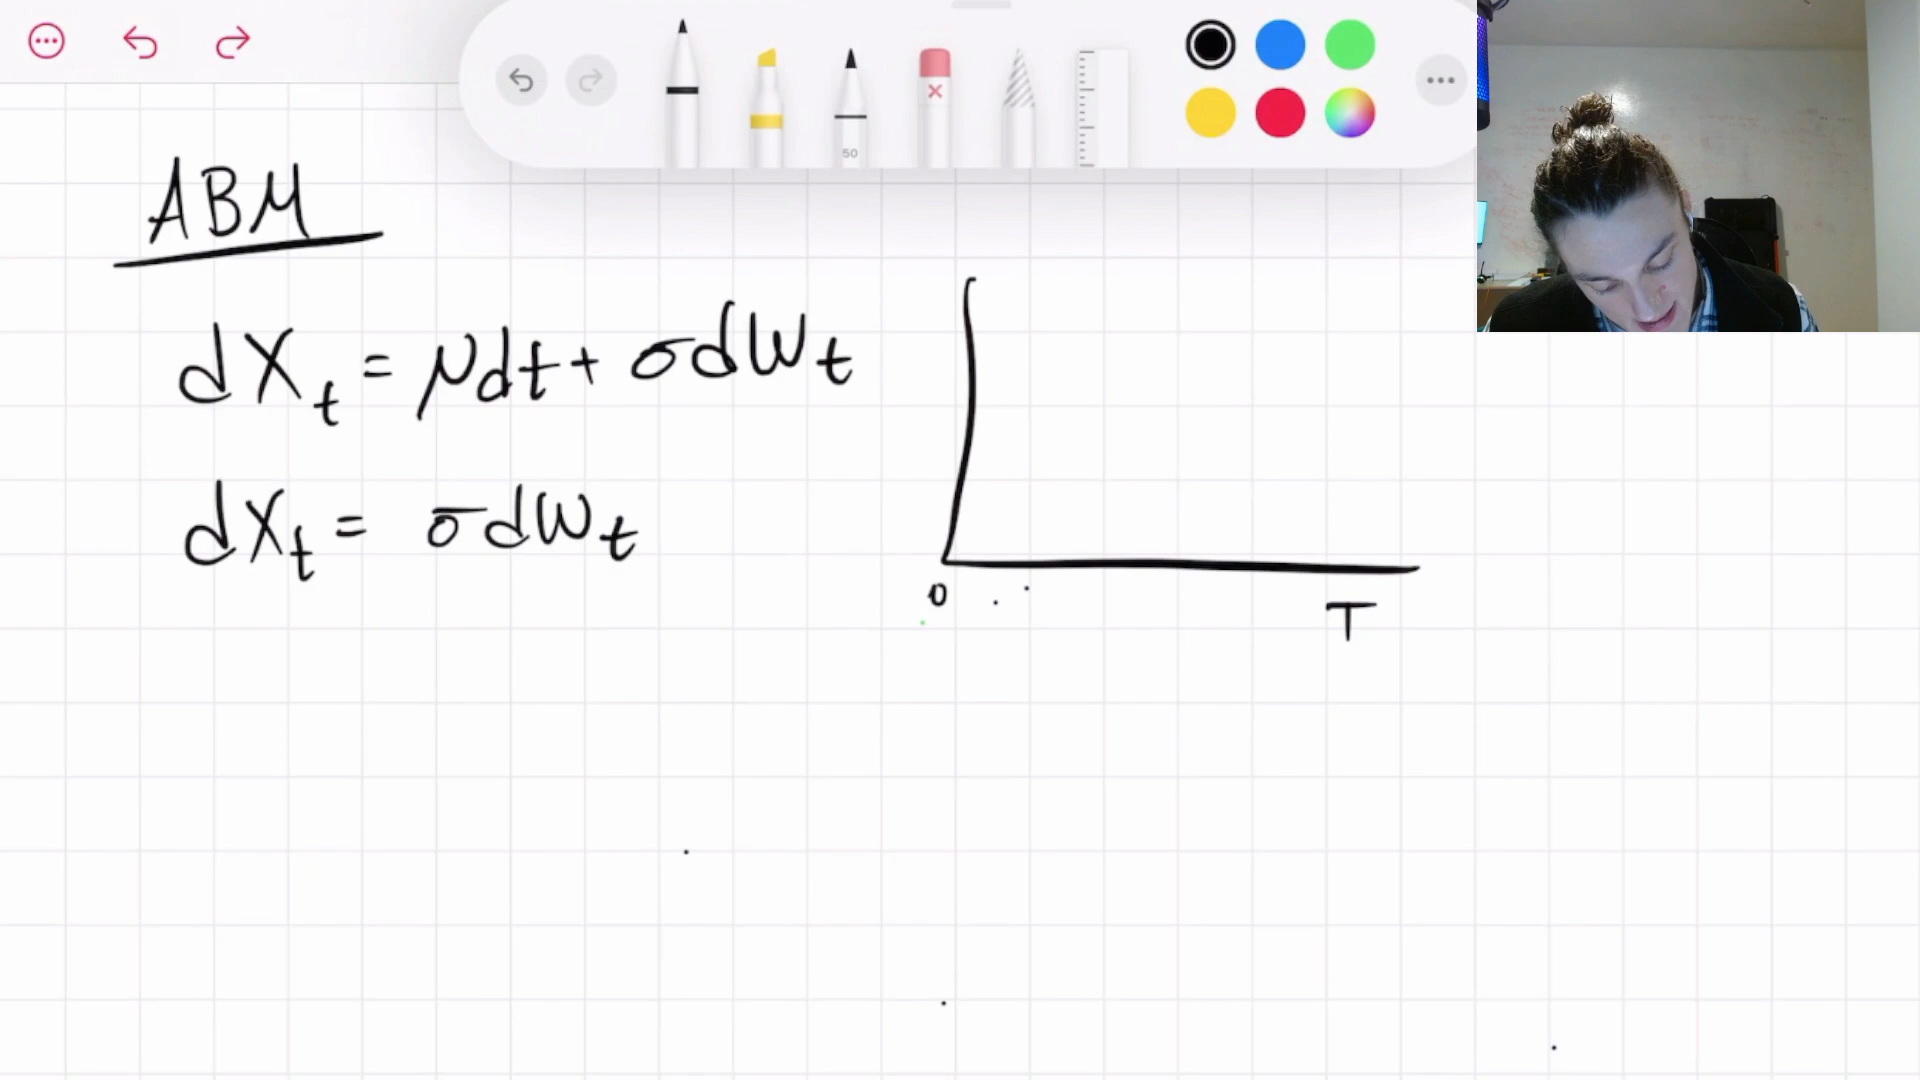 50
ABM
dX_t = μdt + σdW_t
dX_t = σdW_t
0
T